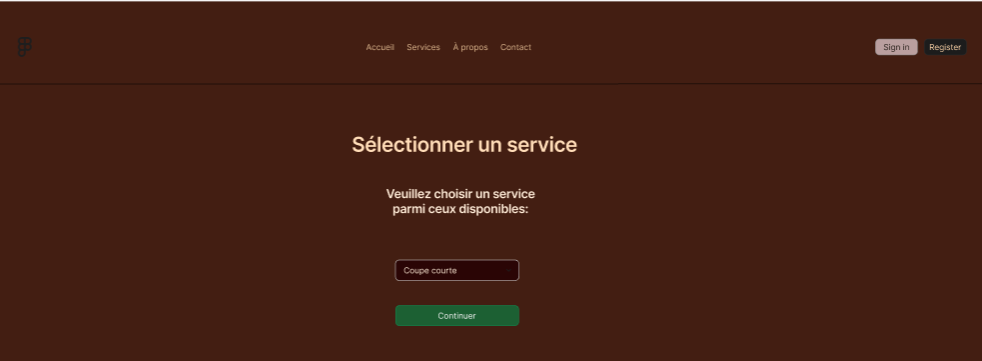 Accueil Services À propos Contact Sign in Register
Sélectionner un service
Veuillez choisir un service
parmi ceux disponibles:
Coupe courte
Continuer